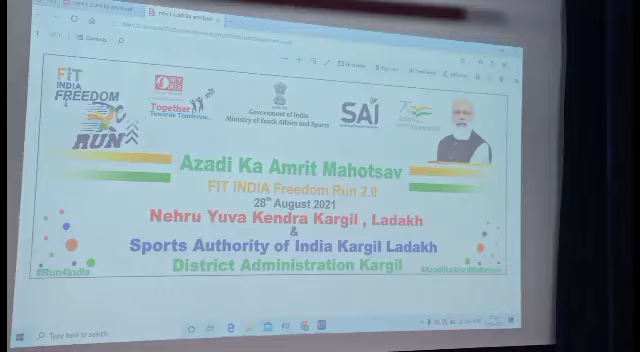 FiT
INDIA
FREEDOM
RUN
Together
Towards Tomorrow...
Government of India
Ministry of Youth Affairs and Sports
SAI
Azadi Ka Amrit Mahotsav
FIT INDIA Freedom Run 2.0
28th August 2021
Nehru Yuva Kendra Kargil , Ladakh
&
Sports Authority of India Kargil Ladakh
District Administration Kargil
#Run4India
#AzadiKaAmritMahotsav
Type here to search